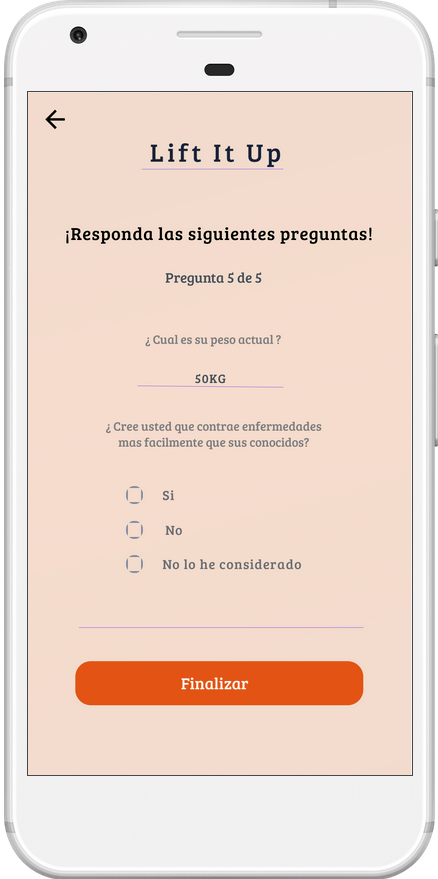 Lift It Up
¡Responda las siguientes preguntas!
Pregunta 5 de 5
¿ Cual es su peso actual ?
50KG
¿ Cree usted que contrae enfermedades
mas facilmente que sus conocidos?
Si
No
No lo he considerado
Finalizar